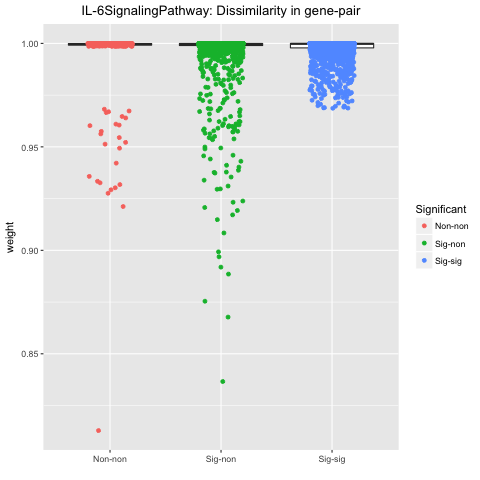 IL-6SignalingPathway: Dissimilarity in gene-pair
1.00
0.95
0.90
0.85
weight
Non-non
Sig-non
Sig-sig
Significant
Non-non
Sig-non
Sig-sig